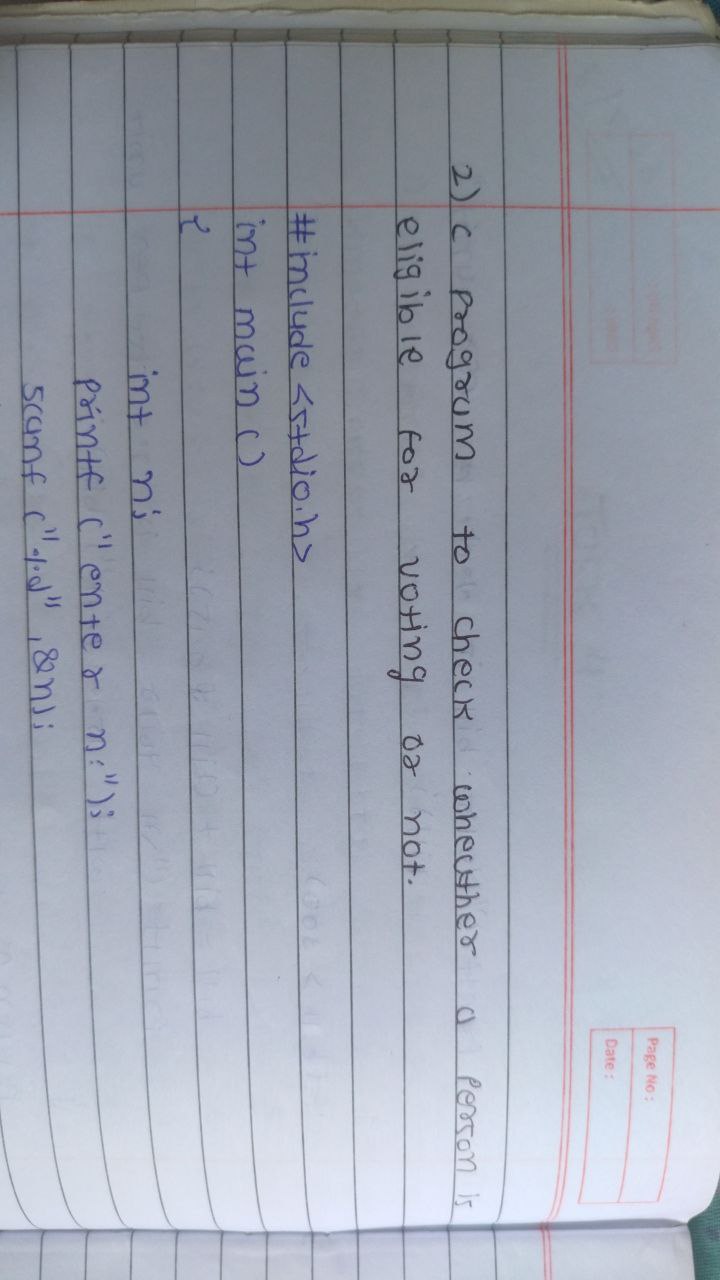 Page No :
Date :
2) c program to check wheather a person is
eligible for voting or not.
#include <stdio.h>
int main ()
{
int n;
printf ("enter n:");
scanf ("%d" ,&n);